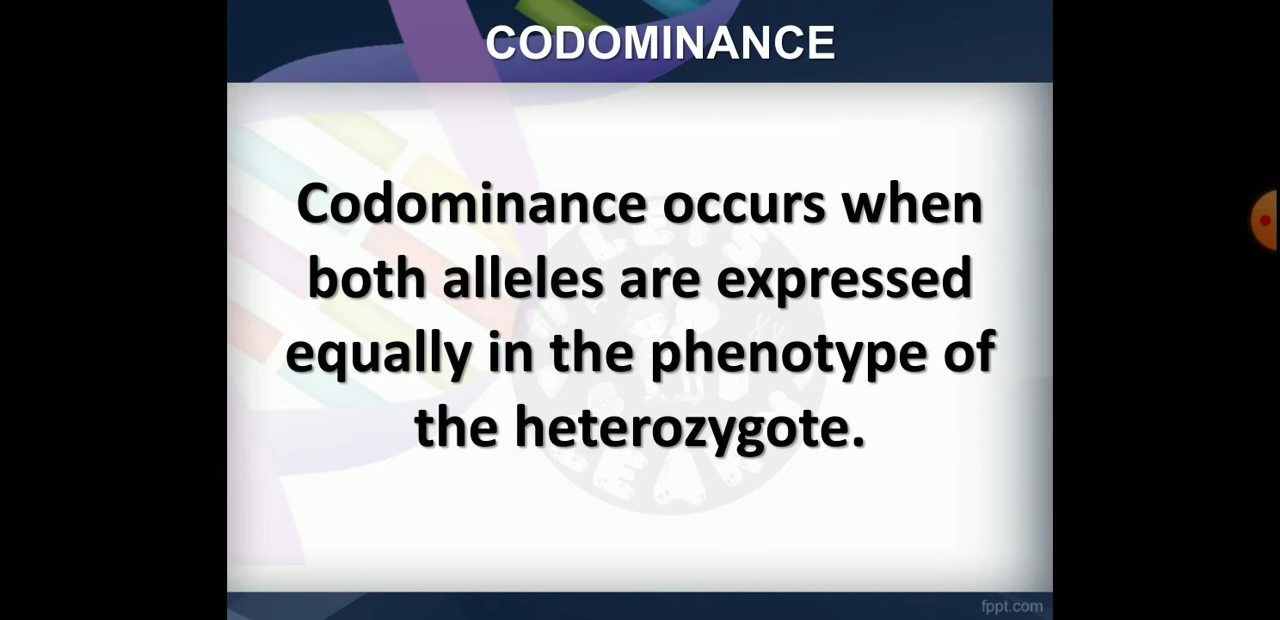 CODOMINANCE
Codominance occurs when
both alleles are expressed
equally in the phenotype of
the heterozygote.
fppt.com